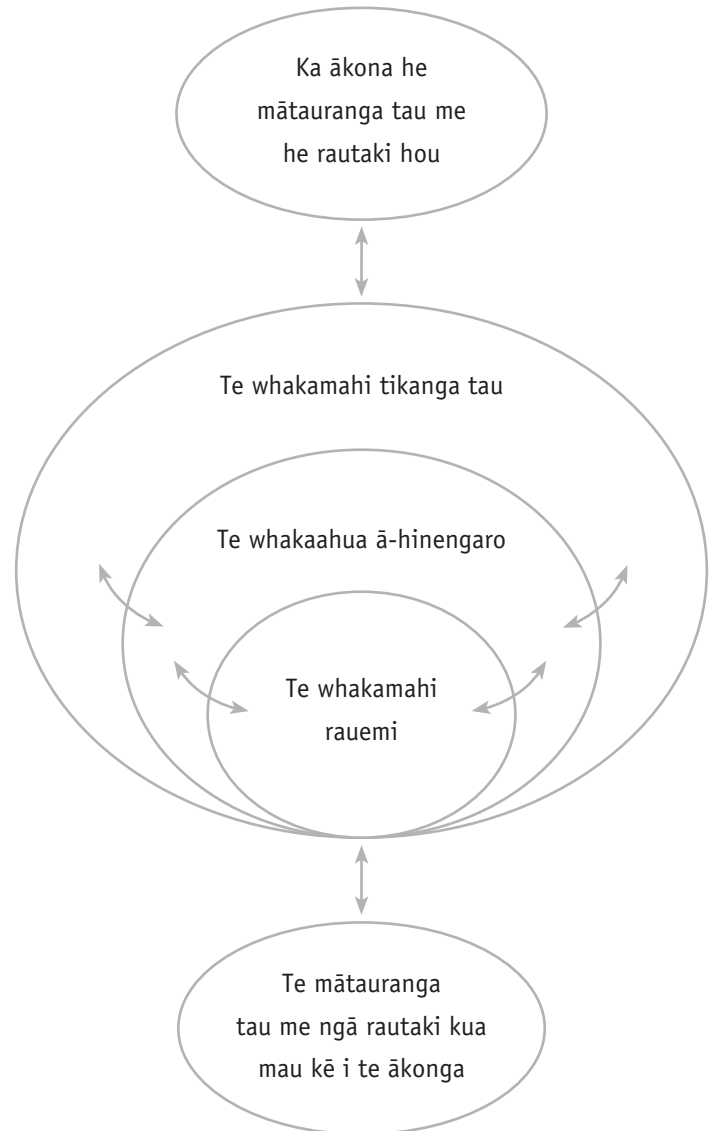 Ka ākona he
mātauranga tau me
he rautaki hou
Te whakamahi tikanga tau
Te whakaahua ā-hinengaro
Te whakamahi
rauemi
Te mātauranga
tau me ngā rautaki kua
mau kē i te ākonga